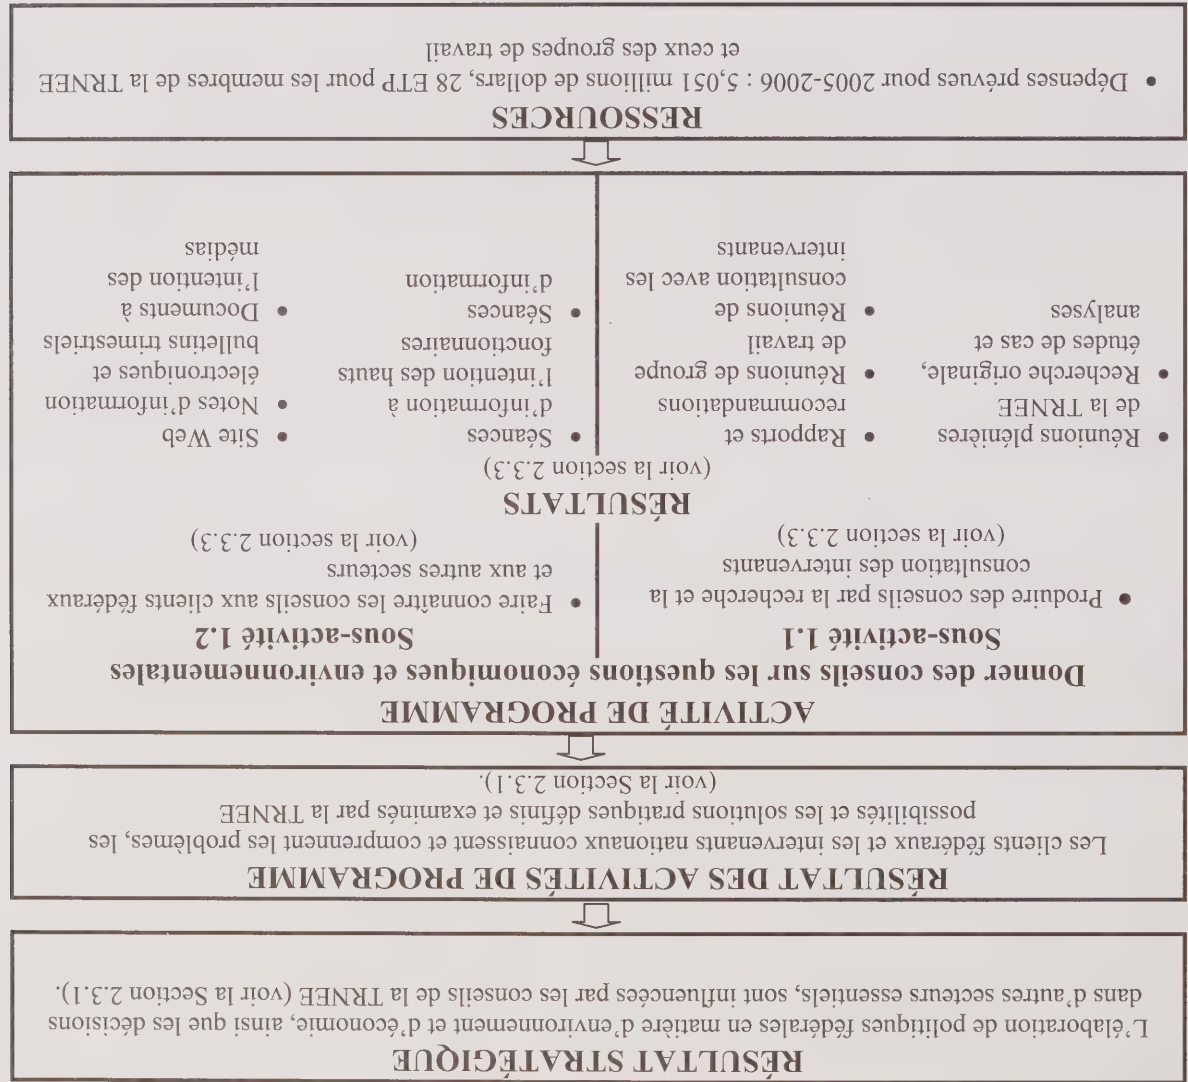 RÉSULTAT STRATÉGIQUE
L'élaboration de politiques fédérales en matière d'environnement et d'économie, ainsi que les décisions
dans d'autres secteurs essentiels, sont influencées par les conseils de la TRNEE (voir la Section 2.3.1).
RÉSULTAT DES ACTIVITÉS DE PROGRAMME
Les clients fédéraux et les intervenants nationaux connaissent et comprennent les problèmes, les
possibilités et les solutions pratiques définis et examinés par la TRNEE
(voir la Section 2.3.1).
ACTIVITÉ DE PROGRAMME
Donner des conseils sur les questions économiques et environnementales
Sous-activité 1.1
• Produire des conseils par la recherche et la
consultation des intervenants
(voir la section 2.3.2)
Sous-activité 1.2
• Faire connaître les conseils aux clients fédéraux
et aux autres secteurs
(voir la section 2.3.3)
RÉSULTATS
(voir la section 2.3.3)
• Réunions plénières
de la TRNEE
• Recherche originale,
études de cas et
analyses
• Rapports et
recommandations
• Réunions de groupe
de travail
• Réunions de
consultation avec les
intervenants
• Séances
d'information à
l'intention des hauts
fonctionnaires
• Séances
d'information
• Site Web
• Notes d'information
électroniques et
bulletins trimestriels
• Documents à
l'intention des
médias
RESSOURCES
• Dépenses prévues pour 2005-2006 : 5,051 millions de dollars, 28 ETP pour les membres de la TRNEE
et ceux des groupes de travail